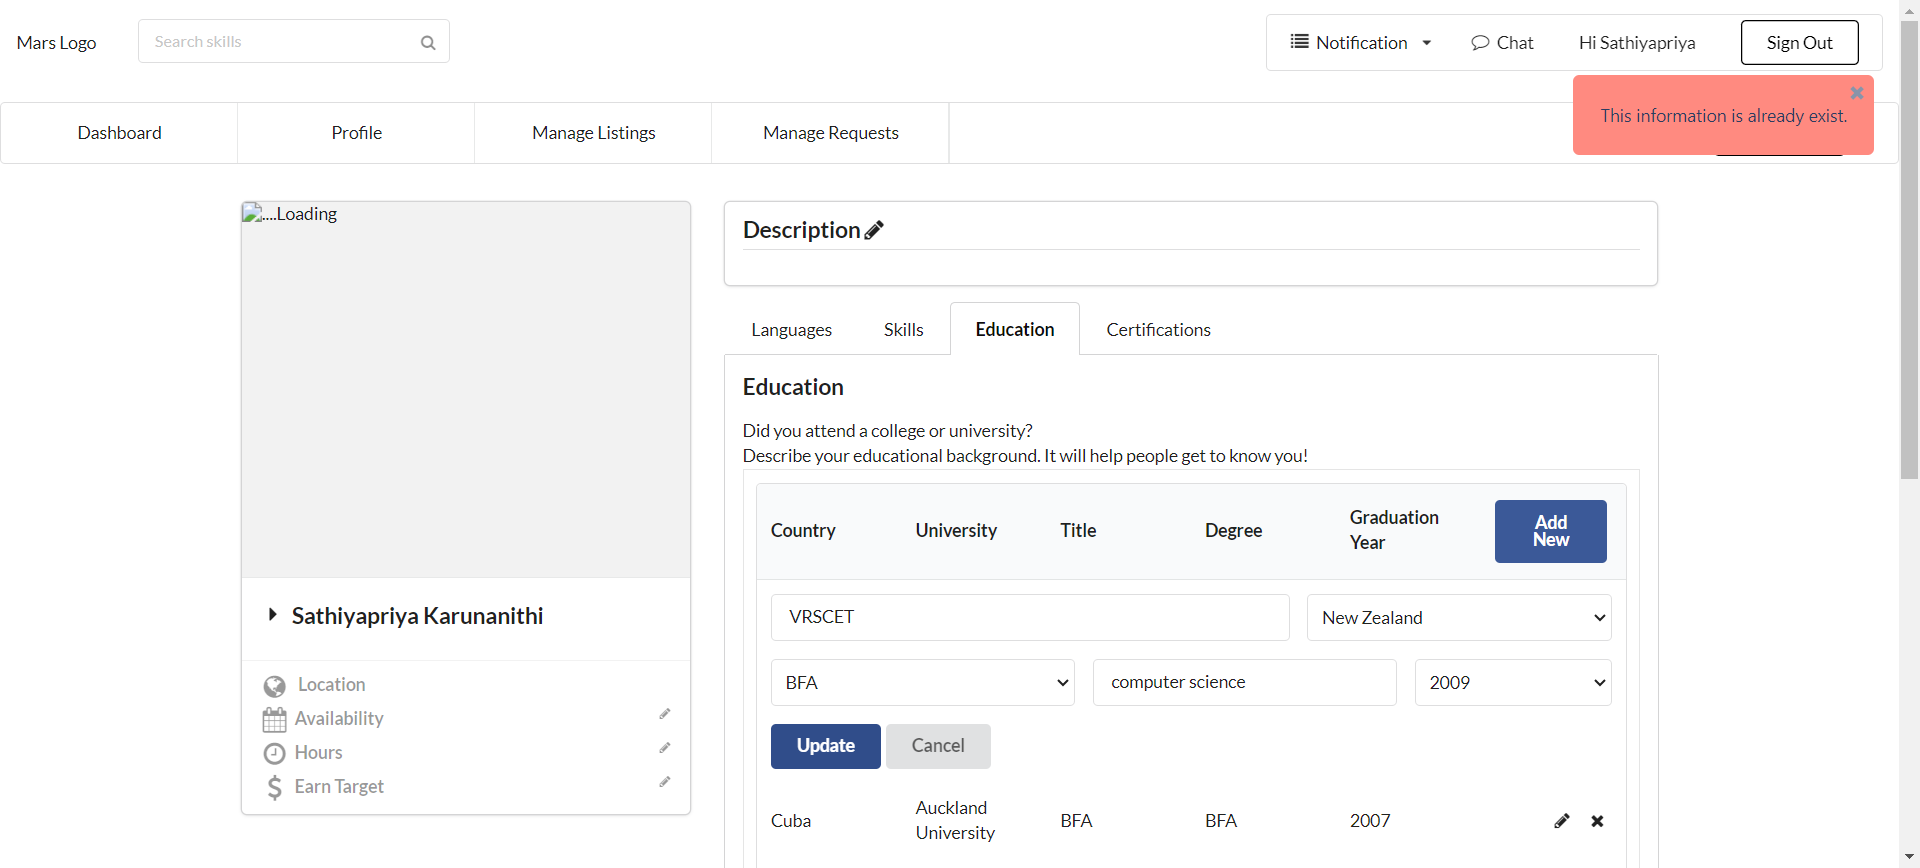 Mars Logo
Search skills
Notification
Chat
Hi Sathiyapriya
Sign Out
This information is already exist.
Dashboard
Profile
Manage Listings
Manage Requests
....Loading
Sathiyapriya Karunanithi
Location
Availability
Hours
Earn Target
Description
Languages
Skills
Education
Certifications
Education
Did you attend a college or university?
Describe your educational background. It will help people get to know you!
Country
University
Title
Degree
Graduation
Year
Add
New
VRSCET
New Zealand
BFA
computer science
2009
Update
Cancel
Cuba
Auckland
University
BFA
BFA
2007